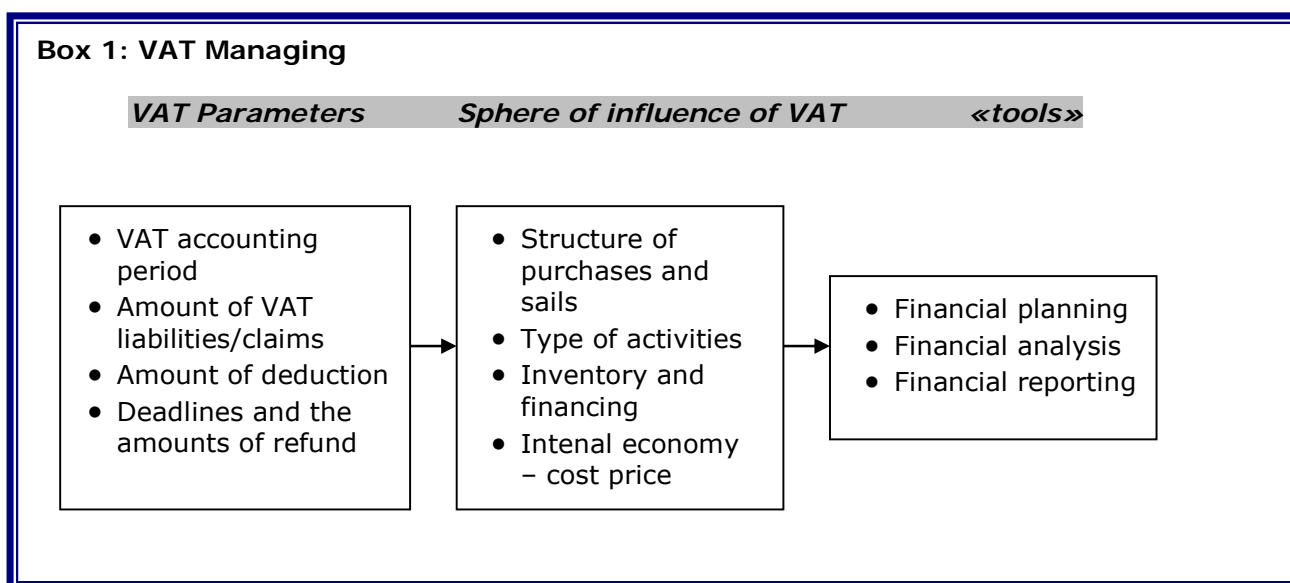 Box 1: VAT Managing
VAT Parameters Sphere of influence of VAT «tools»
• VAT accounting
period
• Amount of VAT
liabilities/claims
• Amount of deduction
• Deadlines and the
amounts of refund
• Structure of
purchases and
sails
• Type of activities
• Inventory and
financing
• Intenal economy
– cost price
• Financial planning
• Financial analysis
• Financial reporting